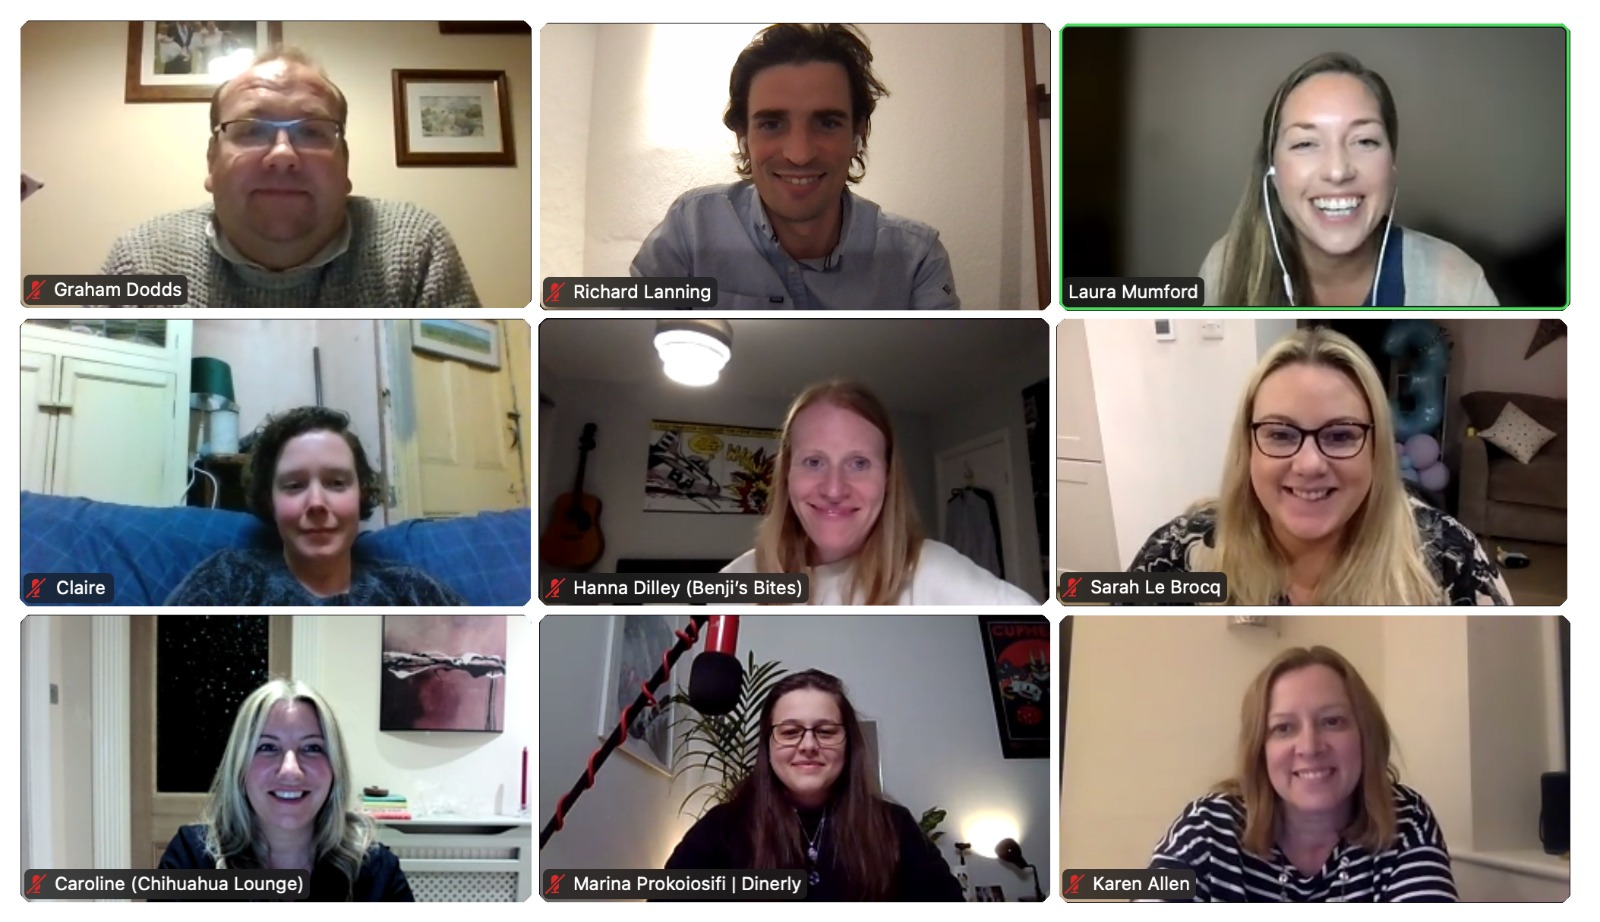 Graham Dodds
Richard Lanning
Laura Mumford
Claire
Hanna Dilley (Benji's Bites)
Sarah Le Brocq
CUPHE
Caroline (Chihuahua Lounge)
Marina Prokoiosifi | Dinerly
Karen Allen